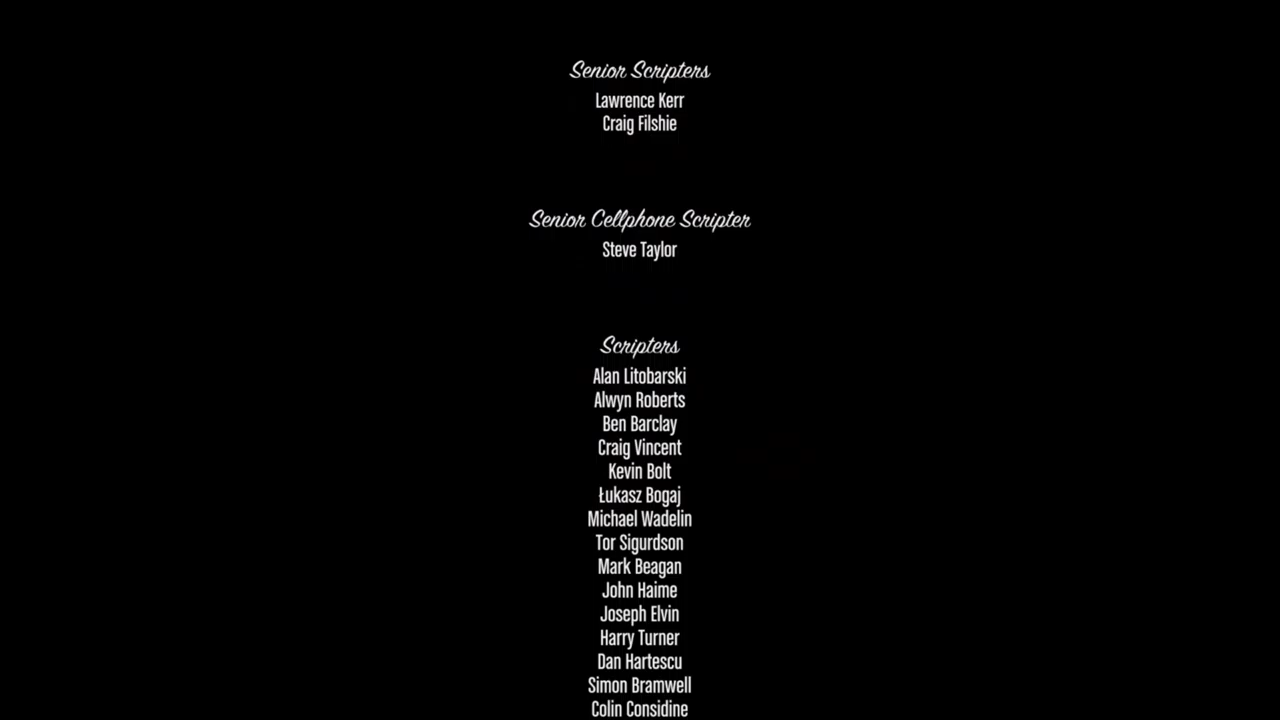 Senior Scripters
Lawrence Kerr
Craig Filshie
Senior Cellphone Scripter
Steve Taylor
Scripters
Alan Litobarski
Alwyn Roberts
Ben Barclay
Craig Vincent
Kevin Bolt
Łukasz Bogaj
Michael Wadelin
Tor Sigurdson
Mark Beagan
John Haime
Joseph Elvin
Harry Turner
Dan Hartescu
Simon Bramwell
Colin Considine